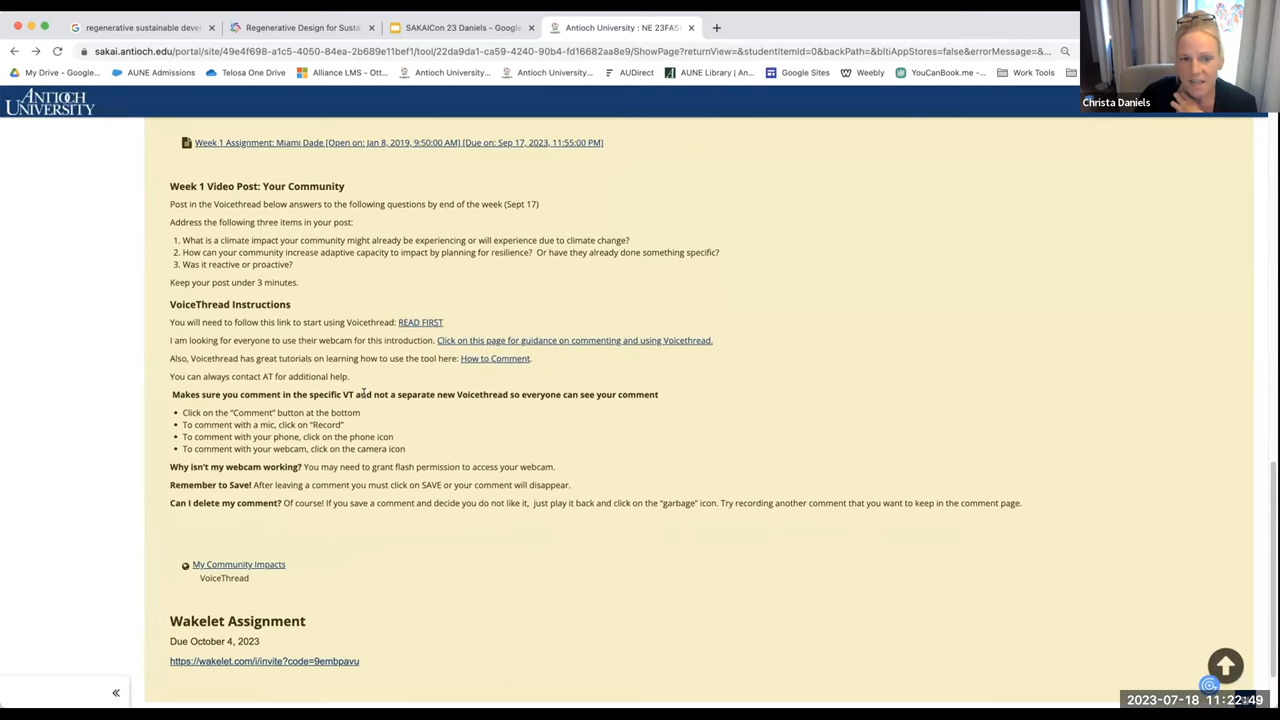 regenerative sustainable devel
Regenerative Design for Susta
SAKAICon 23 Daniels - Google
Antioch University : NE 23FAS
sakai.antioch.edu/portal/site/49e4f698-a1c5-4050-84ea-2b689e11bef1/tool/22da9da1-ca59-4240-90b4-fd16682aa8e9/ShowPage?returnView=&studentItemId=0&backPath=&bltiAppStores=false&errorMessage=&...
My Drive - Google...
AUNE Admissions
Telosa One Drive
Alliance LMS - Ott...
Antioch University...
Antioch University...
AUDirect
AUNE Library | An...
Google Sites
Weebly
YouCanBook.me -...
Work Tools
Christa Daniels
ANTIOCH
UNIVERSITY
Week 1 Assignment: Miami Dade [Open on: Jan 8, 2019, 9:50:00 AM] [Due on: Sep 17, 2023, 11:55:00 PM]
Week 1 Video Post: Your Community
Post in the Voicethread below answers to the following questions by end of the week (Sept 17)
Address the following three items in your post:
1. What is a climate impact your community might already be experiencing or will experience due to climate change?
2. How can your community increase adaptive capacity to impact by planning for resilience? Or have they already done something specific?
3. Was it reactive or proactive?
Keep your post under 3 minutes.
VoiceThread Instructions
You will need to follow this link to start using Voicethread: READ FIRST
I am looking for everyone to use their webcam for this introduction. Click on this page for guidance on commenting and using Voicethread.
Also, Voicethread has great tutorials on learning how to use the tool here: How to Comment.
You can always contact AT for additional help.
Makes sure you comment in the specific VT and not a separate new Voicethread so everyone can see your comment
• Click on the "Comment" button at the bottom
• To comment with a mic, click on "Record"
• To comment with your phone, click on the phone icon
• To comment with your webcam, click on the camera icon
Why isn't my webcam working? You may need to grant flash permission to access your webcam.
Remember to Save! After leaving a comment you must click on SAVE or your comment will disappear.
Can I delete my comment? Of course! If you save a comment and decide you do not like it, just play it back and click on the "garbage" icon. Try recording another comment that you want to keep in the comment page.
My Community Impacts
VoiceThread
Wakelet Assignment
Due October 4, 2023
https://wakelet.com/i/invite?code=9embpavu
2023-07-18 11:22:49